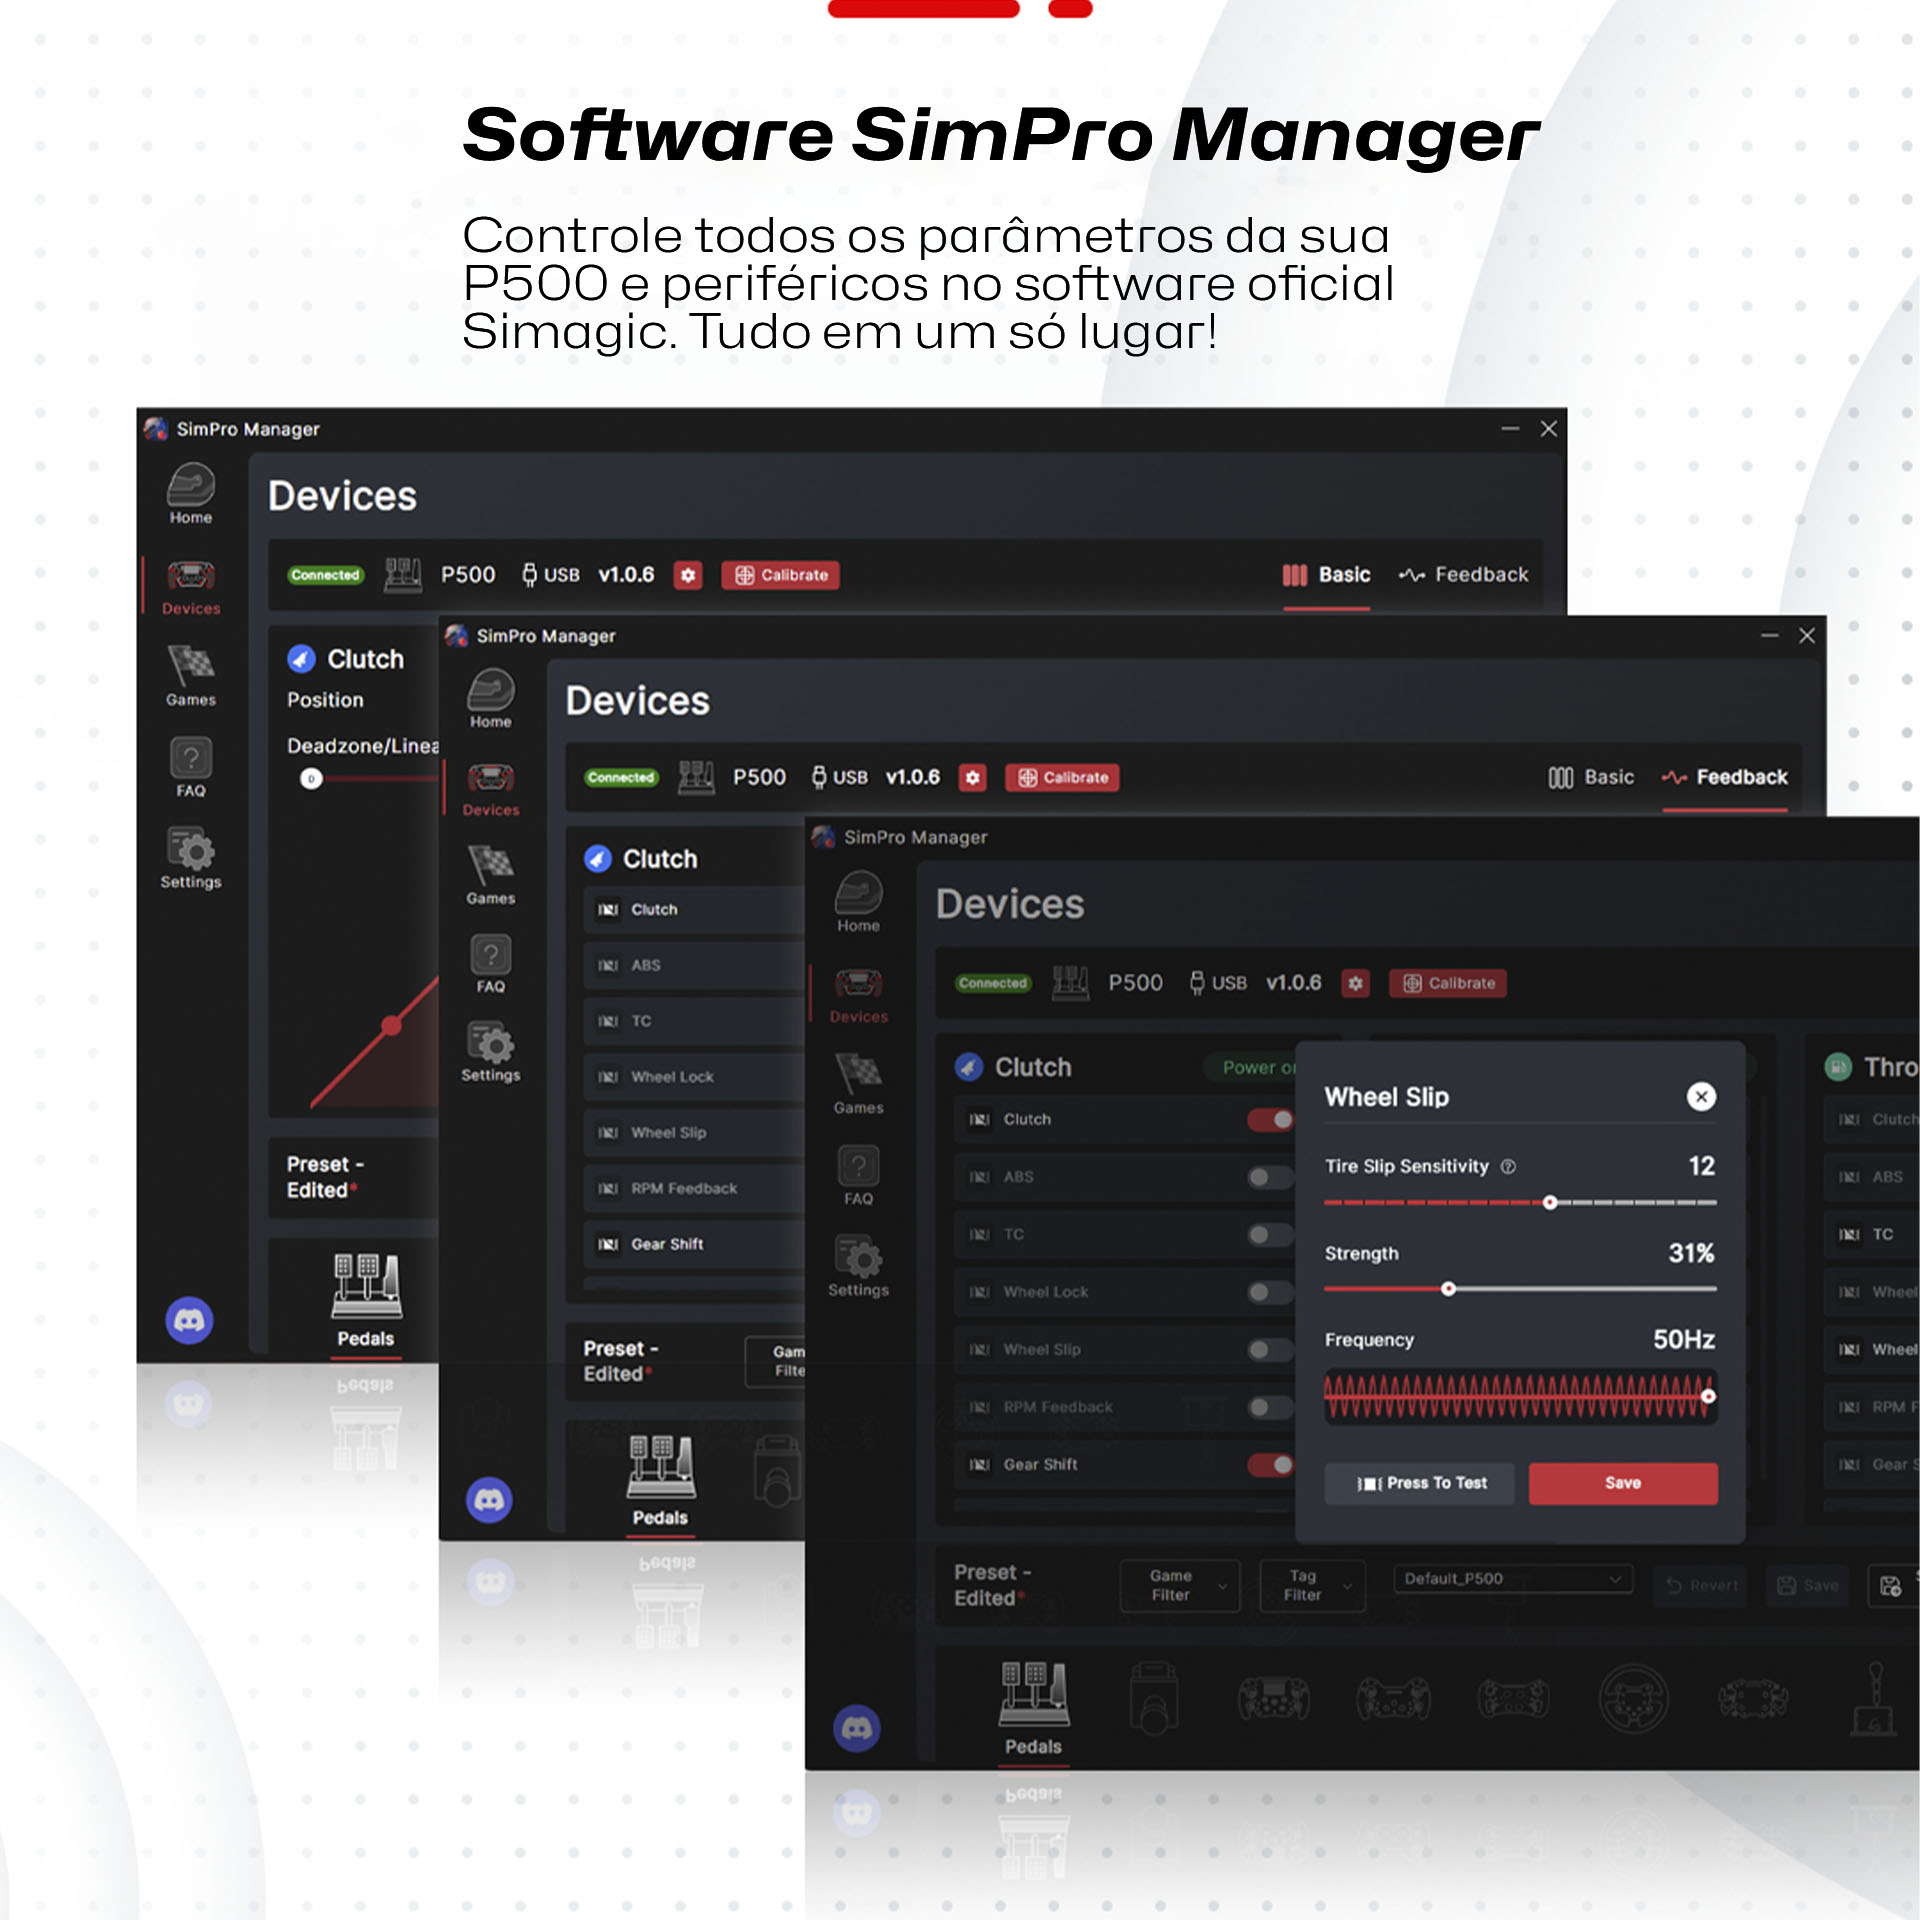 Software SimPro Manager
Controle todos os parâmetros da sua
P500 e periféricos no software oficial
Simagic. Tudo em um só lugar!
SimPro Manager
Home
Devices
Games
FAQ
Settings
Devices
Connected P500 USB v1.0.6 Calibrate Basic Feedback
Clutch
Position
Deadzone/Linea
0
Preset -
Edited*
Pedals
SimPro Manager
Home
Devices
Games
FAQ
Settings
Devices
Connected P500 USB v1.0.6 Calibrate Basic Feedback
Clutch
Clutch
ABS
TC
Wheel Lock
Wheel Slip
RPM Feedback
Gear Shift
Preset -
Edited*
Gam
Filte
Pedals
SimPro Manager
Home
Devices
Games
FAQ
Settings
Devices
Connected P500 USB v1.0.6 Calibrate
Clutch Power on
Clutch
ABS
TC
Wheel Lock
Wheel Slip
RPM Feedback
Gear Shift
Wheel Slip
Tire Slip Sensitivity 12
Strength 31%
Frequency 50Hz
Press To Test Save
Thro
Clutch
ABS
TC
Wheel
Wheel
RPM F
Gear S
Preset -
Edited*
Game
Filter
Tag
Filter
Default_P500 Revert Save
Pedals